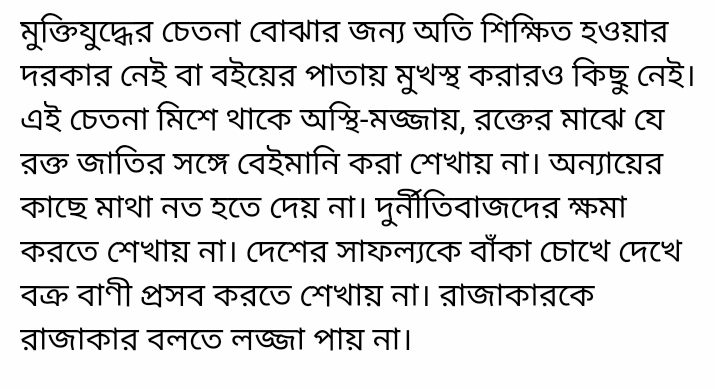 মুক্তিযুদ্ধের চেতনা বোঝার জন্য অতি শিক্ষিত হওয়ার
দরকার নেই বা বইয়ের পাতায় মুখস্থ করারও কিছু নেই।
এই চেতনা মিশে থাকে অস্থি-মজ্জায়, রক্তের মাঝে যে
রক্ত জাতির সঙ্গে বেইমানি করা শেখায় না। অন্যায়ের
কাছে মাথা নত হতে দেয় না। দুর্নীতিবাজদের ক্ষমা
করতে শেখায় না। দেশের সাফল্যকে বাঁকা চোখে দেখে
বক্র বাণী প্রসব করতে শেখায় না। রাজাকারকে
রাজাকার বলতে লজ্জা পায় না।